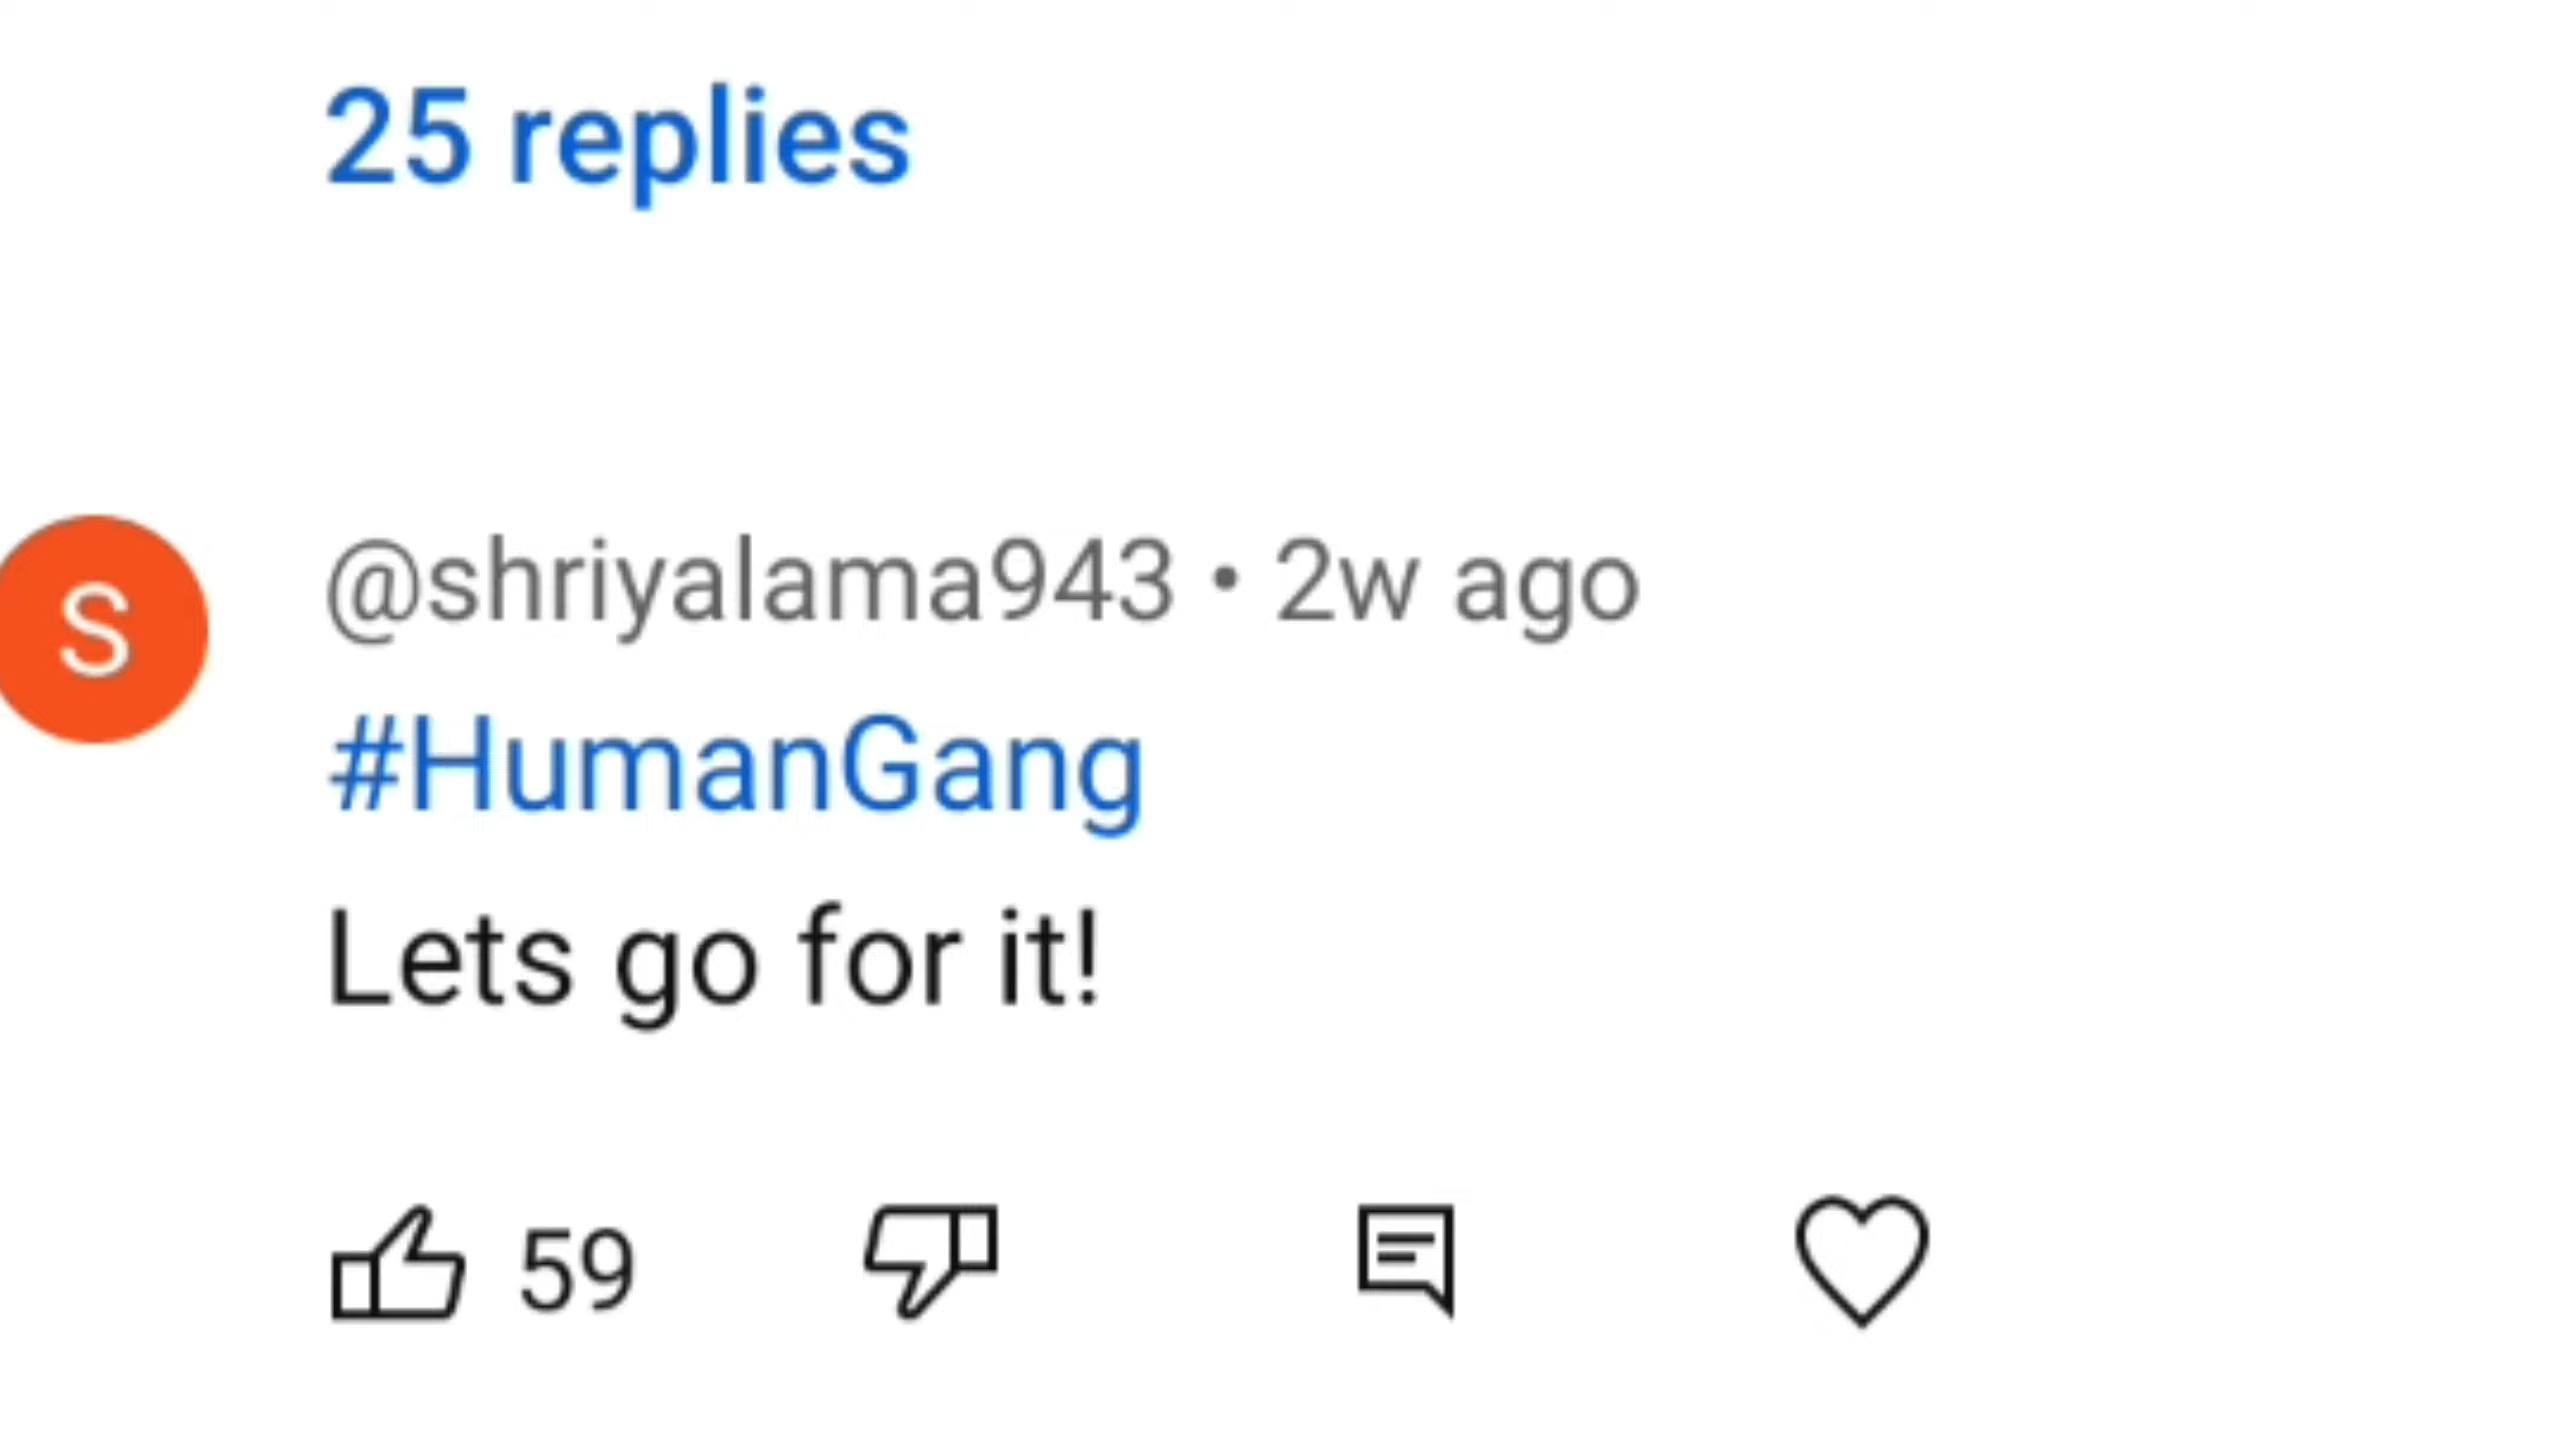 25 replies
S
@shriyalama943 • 2w ago
#HumanGang
Lets go for it!
59